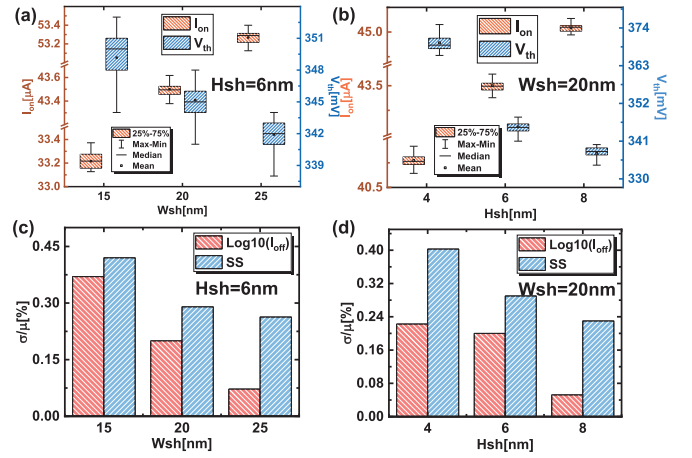 (a)
I_on
V_th
Hsh=6nm
25%-75%
Max-Min
Median
Mean
I_on[μA]
53.4
53.2
43.6
43.4
33.2
33.0
V_th[mV]
351
348
345
342
339
15
20
25
Wsh[nm]
(b)
I_on
V_th
Wsh=20nm
25%-75%
Max-Min
Median
Mean
I_on[μA]
45.0
43.5
40.5
V_th[mV]
374
368
357
352
336
330
4
6
8
Hsh[nm]
(c)
Log10(I_off)
SS
Hsh=6nm
σ/μ[%]
0.45
0.30
0.15
0.00
15
20
25
Wsh[nm]
(d)
Log10(I_off)
SS
Wsh=20nm
σ/μ[%]
0.40
0.32
0.24
0.16
0.08
0.00
4
6
8
Hsh[nm]